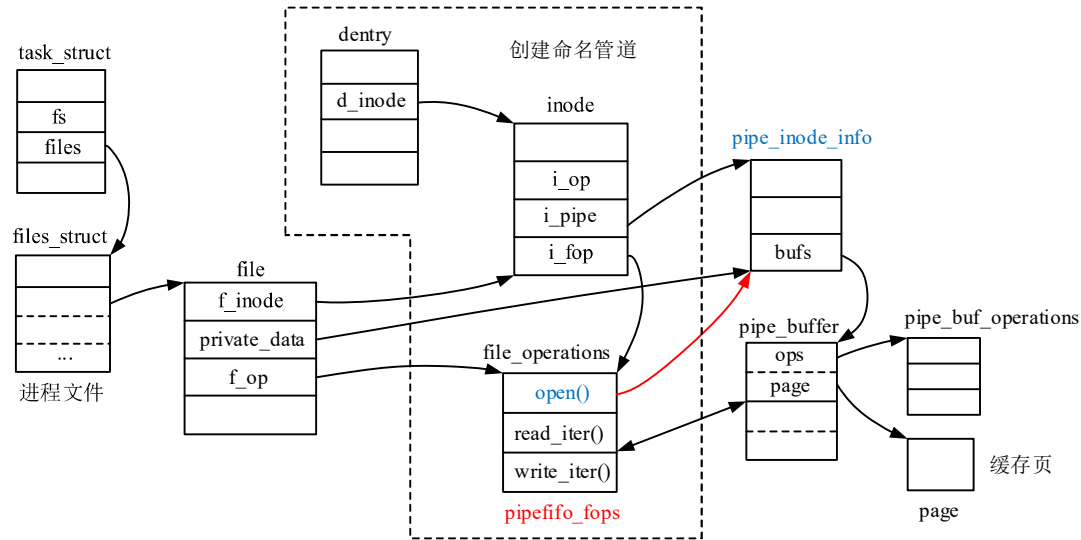 task_struct
fs
files
files_struct
...
进程文件
file
f_inode
private_data
f_op
dentry
d_inode
创建命名管道
inode
i_op
i_pipe
i_fop
file_operations
open()
read_iter()
write_iter()
pipefifo_fops
pipe_inode_info
bufs
pipe_buffer
ops
page
pipe_buf_operations
缓存页
page